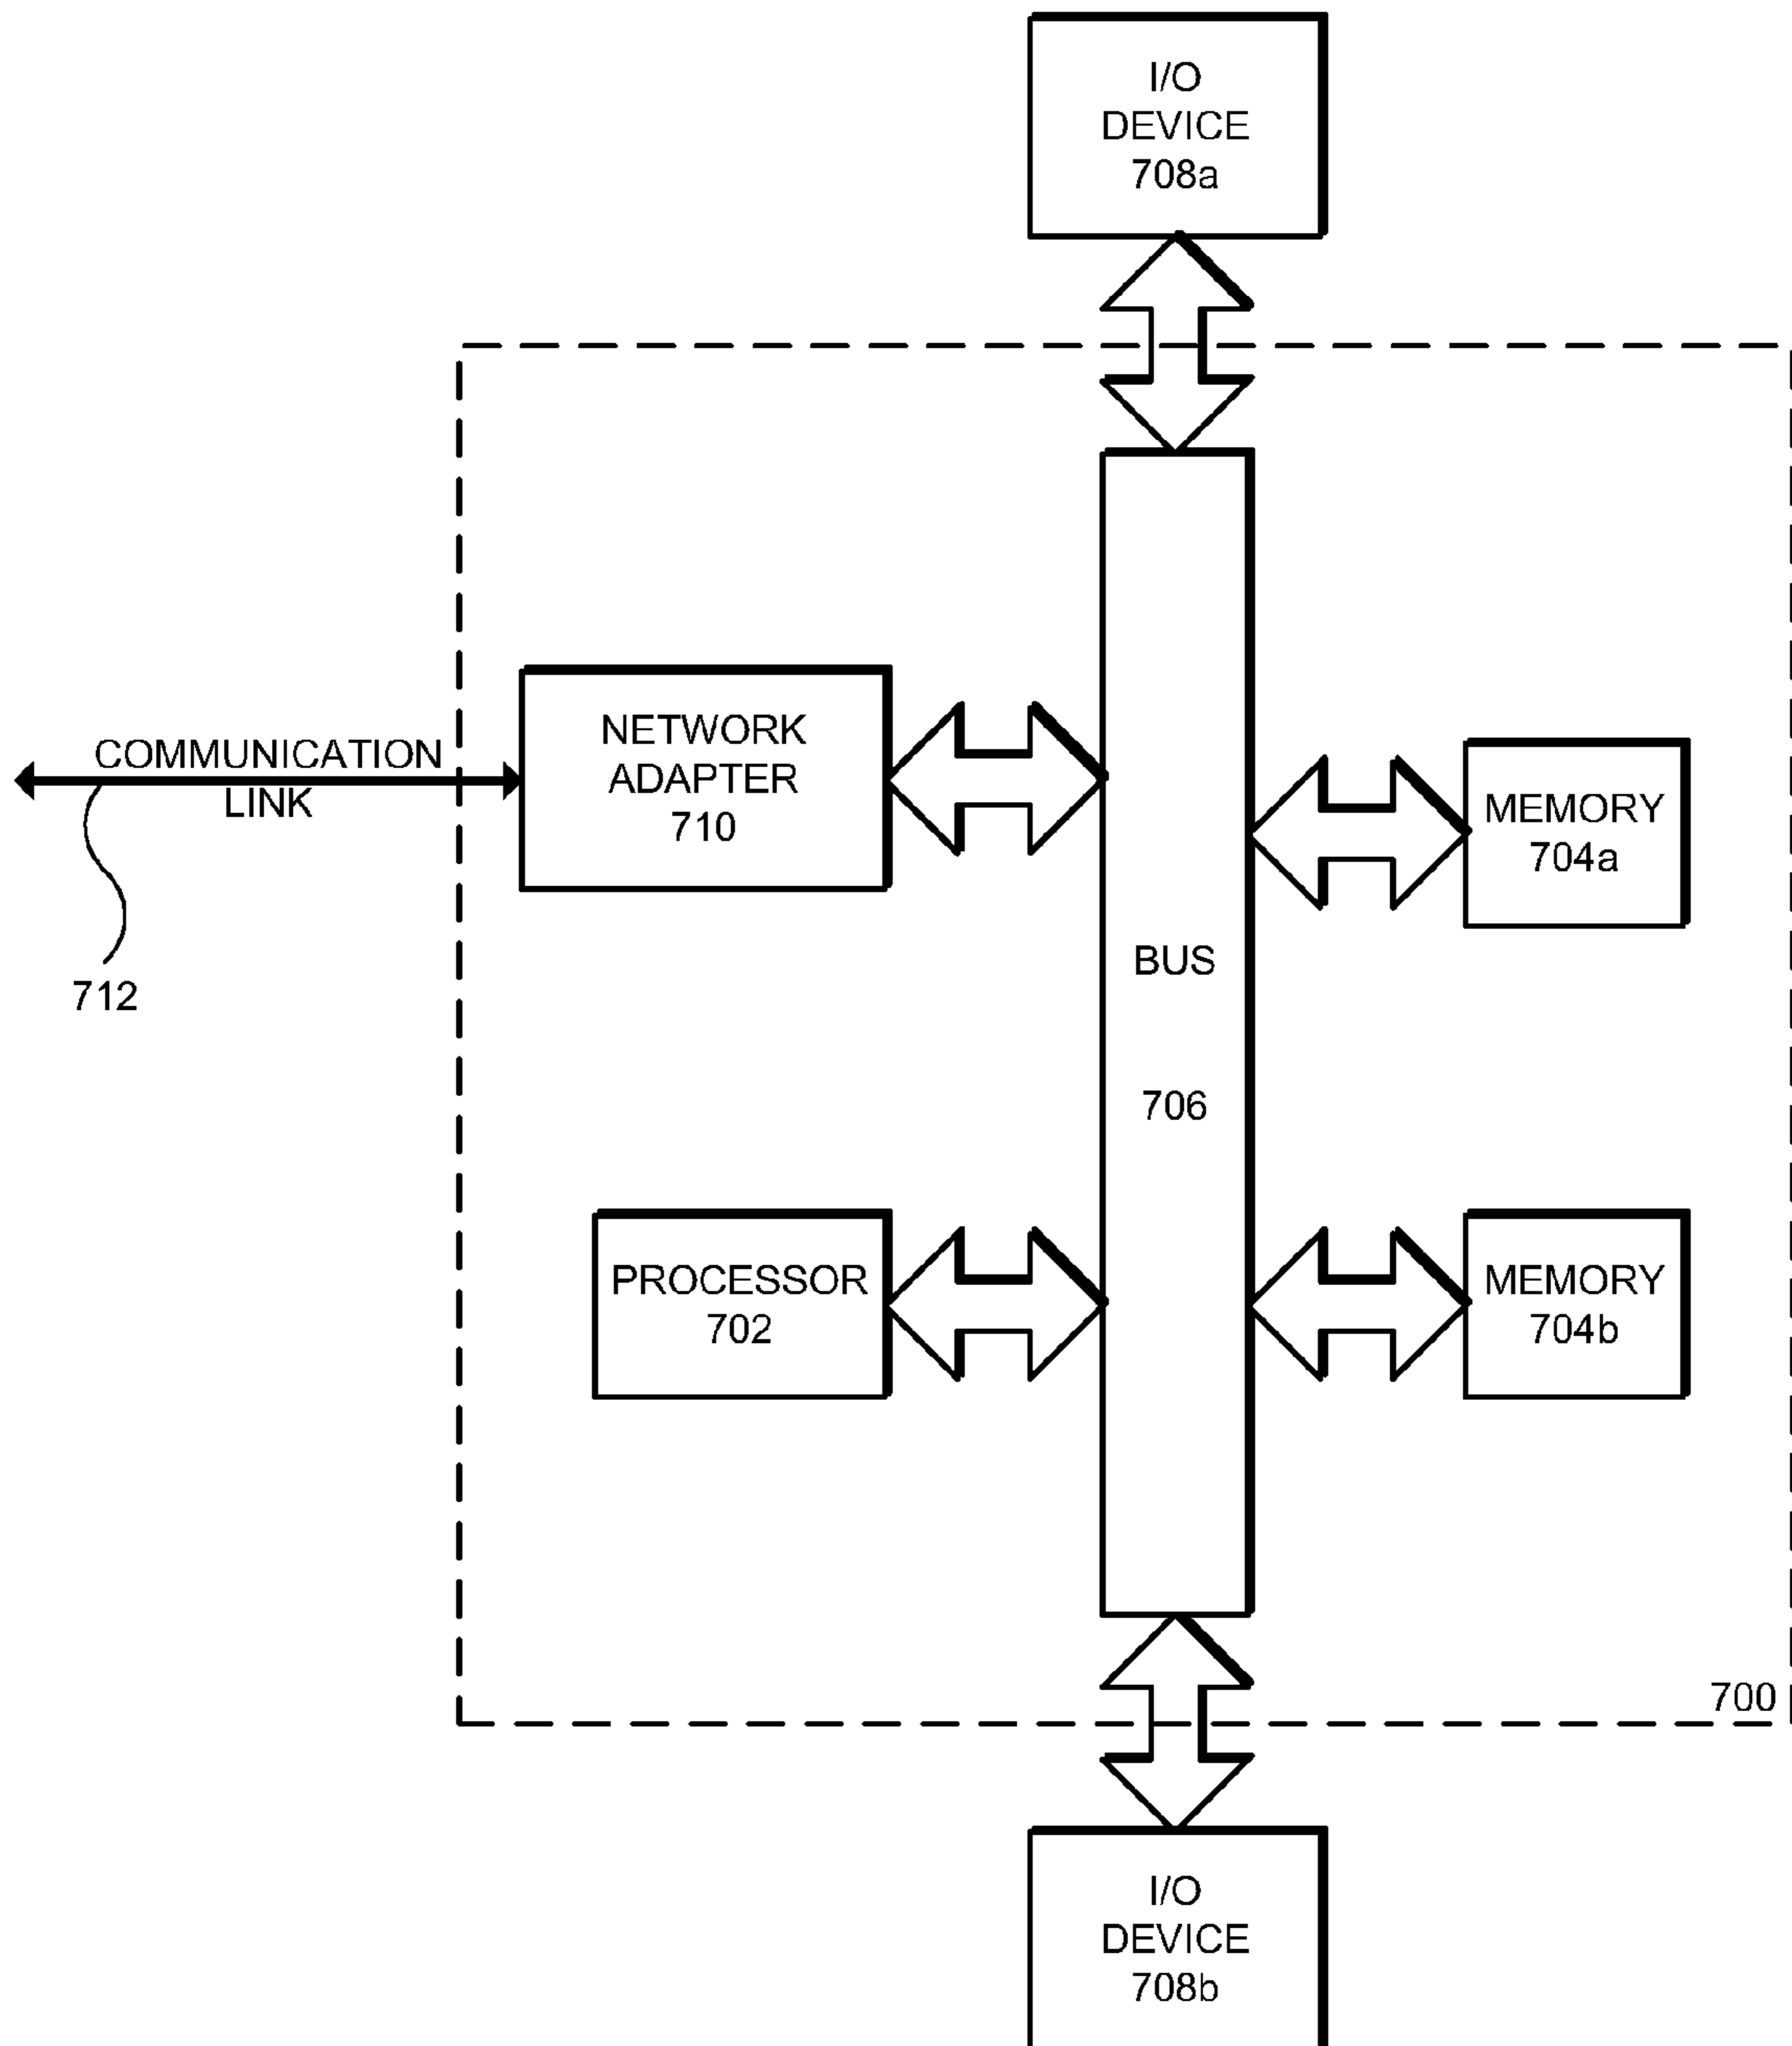 I/O
DEVICE
708a
COMMUNICATION
LINK
712
NETWORK
ADAPTER
710
MEMORY
704a
BUS
706
PROCESSOR
702
MEMORY
704b
700
I/O
DEVICE
708b